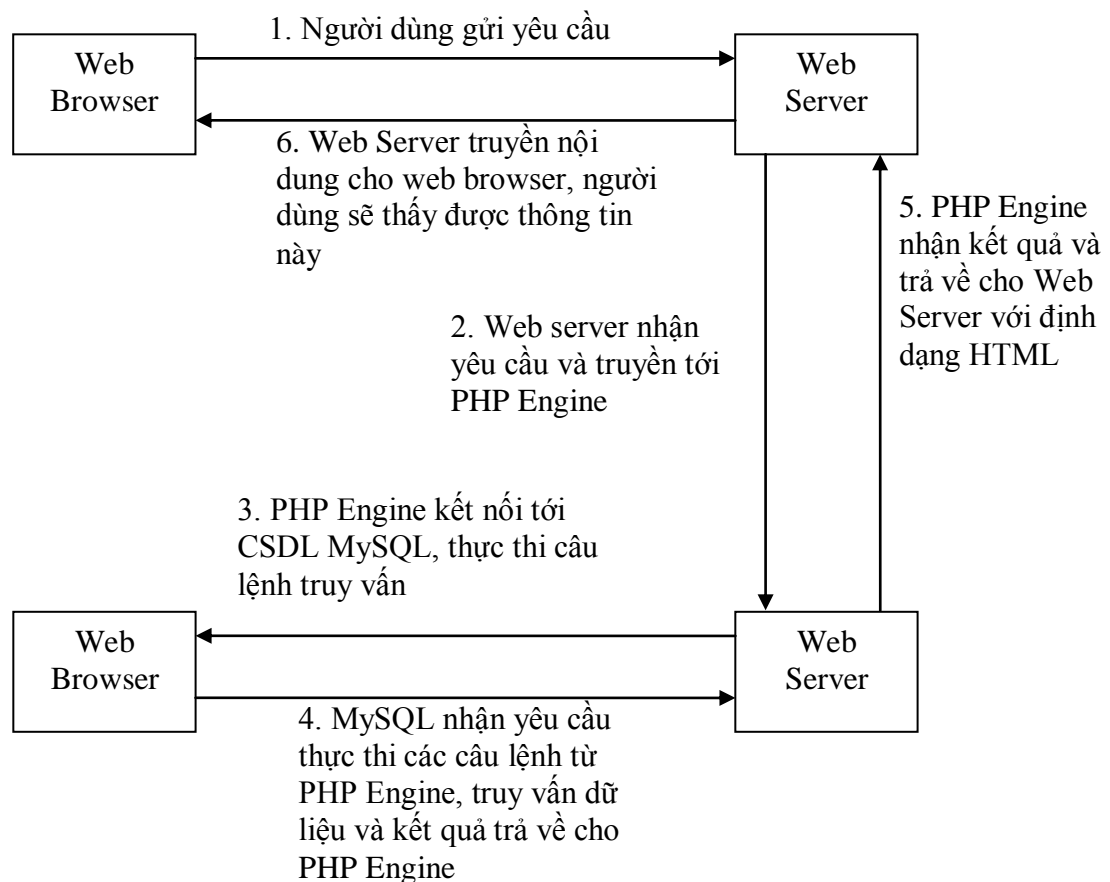 1. Người dùng gửi yêu cầu
Web
Browser
Web
Server
6. Web Server truyền nội
dung cho web browser, người
dùng sẽ thấy được thông tin
này
5. PHP Engine
nhận kết quả và
trả về cho Web
Server với định
dạng HTML
2. Web server nhận
yêu cầu và truyền tới
PHP Engine
3. PHP Engine kết nối tới
CSDL MySQL, thực thi câu
lệnh truy vấn
Web
Browser
Web
Server
4. MySQL nhận yêu cầu
thực thi các câu lệnh từ
PHP Engine, truy vấn dữ
liệu và kết quả trả về cho
PHP Engine